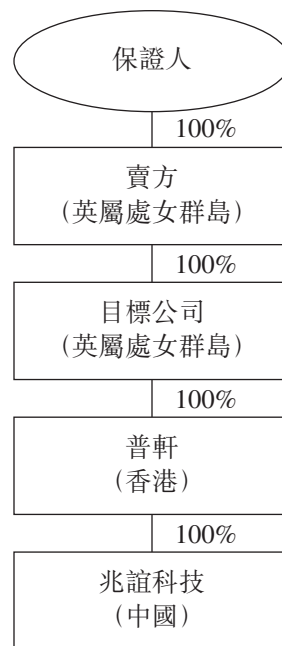 保證人
100%
賣方
（英屬處女群島）
100%
目標公司
（英屬處女群島）
100%
普軒
（香港）
100%
兆誼科技
（中國）